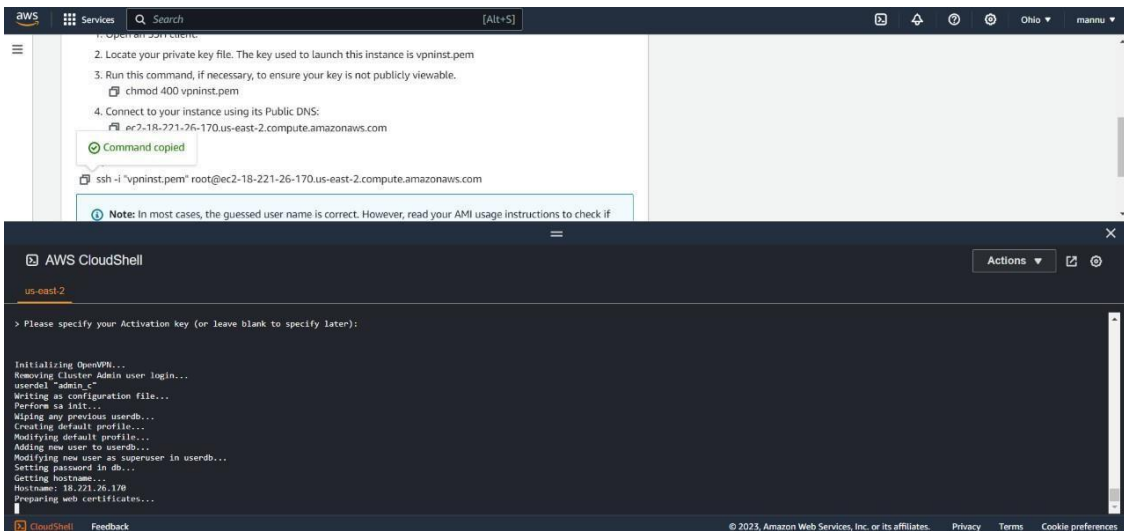 aws Services Search [Alt+S] Ohio ▼ mannu ▼
1. Open an SSH client.
2. Locate your private key file. The key used to launch this instance is vpninst.pem
3. Run this command, if necessary, to ensure your key is not publicly viewable.
chmod 400 vpninst.pem
4. Connect to your instance using its Public DNS:
ec2-18-221-26-170.us-east-2.compute.amazonaws.com
Command copied
ssh -i "vpninst.pem" root@ec2-18-221-26-170.us-east-2.compute.amazonaws.com
Note: In most cases, the guessed user name is correct. However, read your AMI usage instructions to check if
AWS CloudShell Actions ▼
us-east-2
> Please specify your Activation key (or leave blank to specify later):
Initializing OpenVPN...
Removing Cluster Admin user login...
userdel "admin_c"
Writing as configuration file...
Perform sa init...
Wiping any previous userdb...
Creating default profile...
Modifying default profile...
Adding new user to userdb...
Modifying new user as superuser in userdb...
Setting password in db...
Getting hostname...
Hostname: 18.221.26.170
Preparing web certificates...
CloudShell Feedback © 2023, Amazon Web Services, Inc. or its affiliates. Privacy Terms Cookie preferences